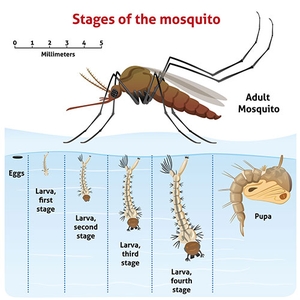 Stages of the mosquito
0 1 2 3 4 5
Millimeters
Adult
Mosquito
Eggs
Larva,
first
stage
Larva,
second
stage
Larva,
third
stage
Larva,
fourth
stage
Pupa